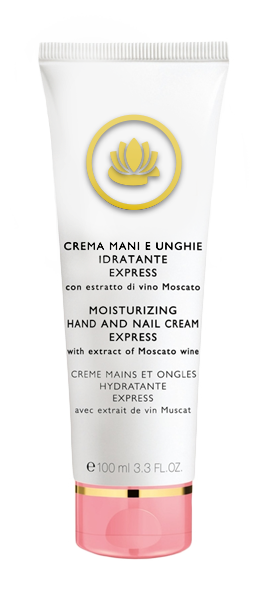 CREMA MANI E UNGHIE
IDRATANTE
EXPRESS
con estratto di vino Moscato
MOISTURIZING
HAND AND NAIL CREAM
EXPRESS
with extract of Moscato wine
CREME MAINS ET ONGLES
HYDRATANTE
EXPRESS
avec extrait de vin Muscat
e 100 ml 3.3 FL.OZ.